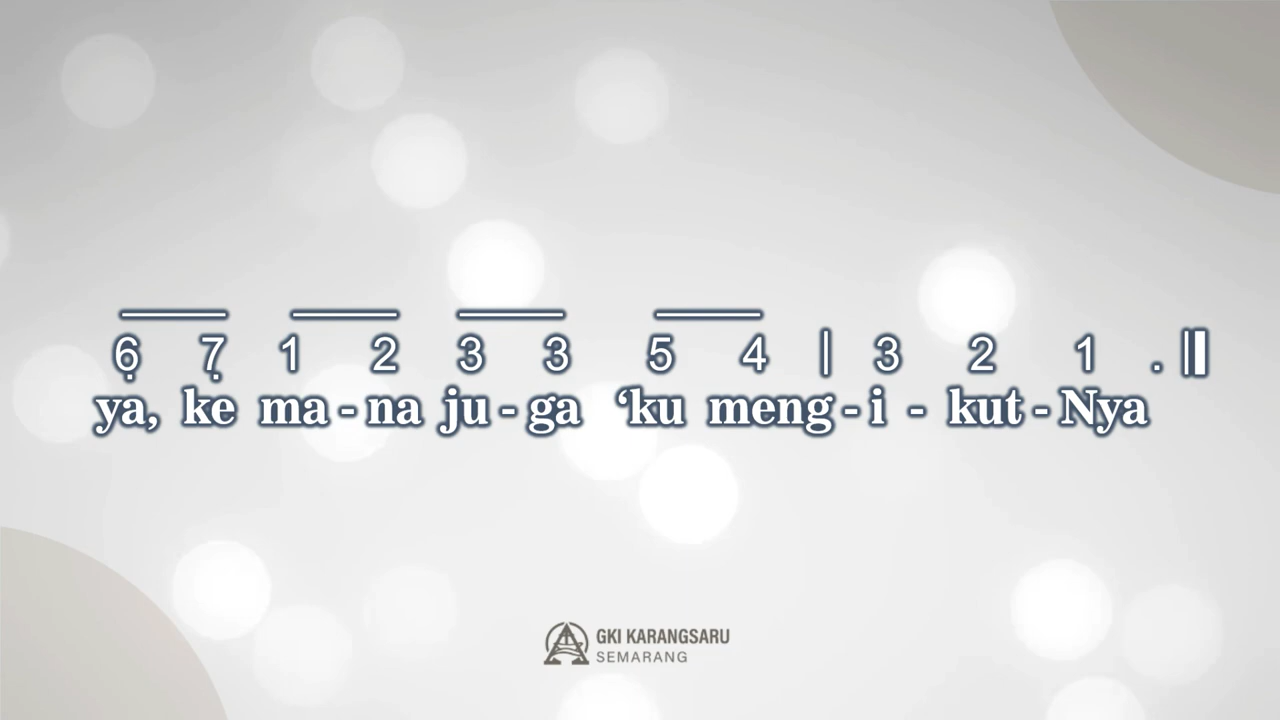 6̣ 7̣ 1 2 3 3 5 4 | 3 2 1 . ‖
ya, ke ma - na ju - ga ‘ku meng - i - kut - Nya
GKI KARANGSARU
SEMARANG